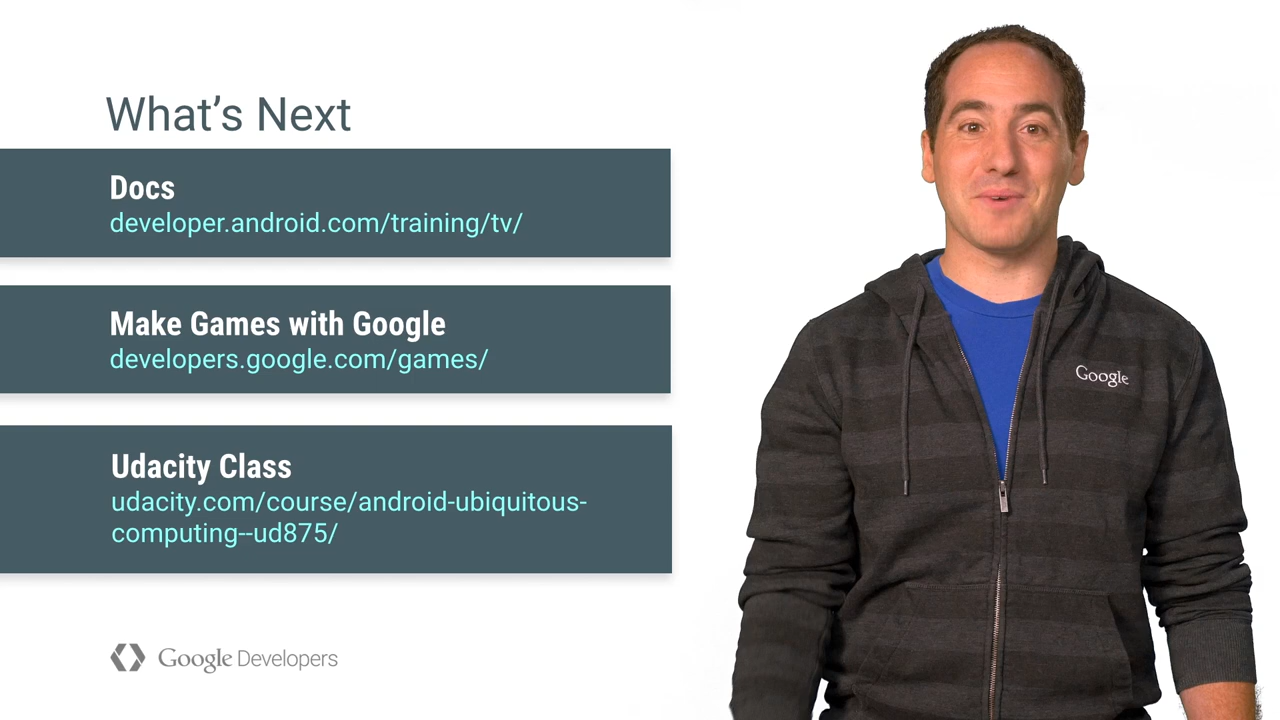 What's Next
Docs
developer.android.com/training/tv/
Make Games with Google
developers.google.com/games/
Udacity Class
udacity.com/course/android-ubiquitous-
computing--ud875/
Google Developers
Google